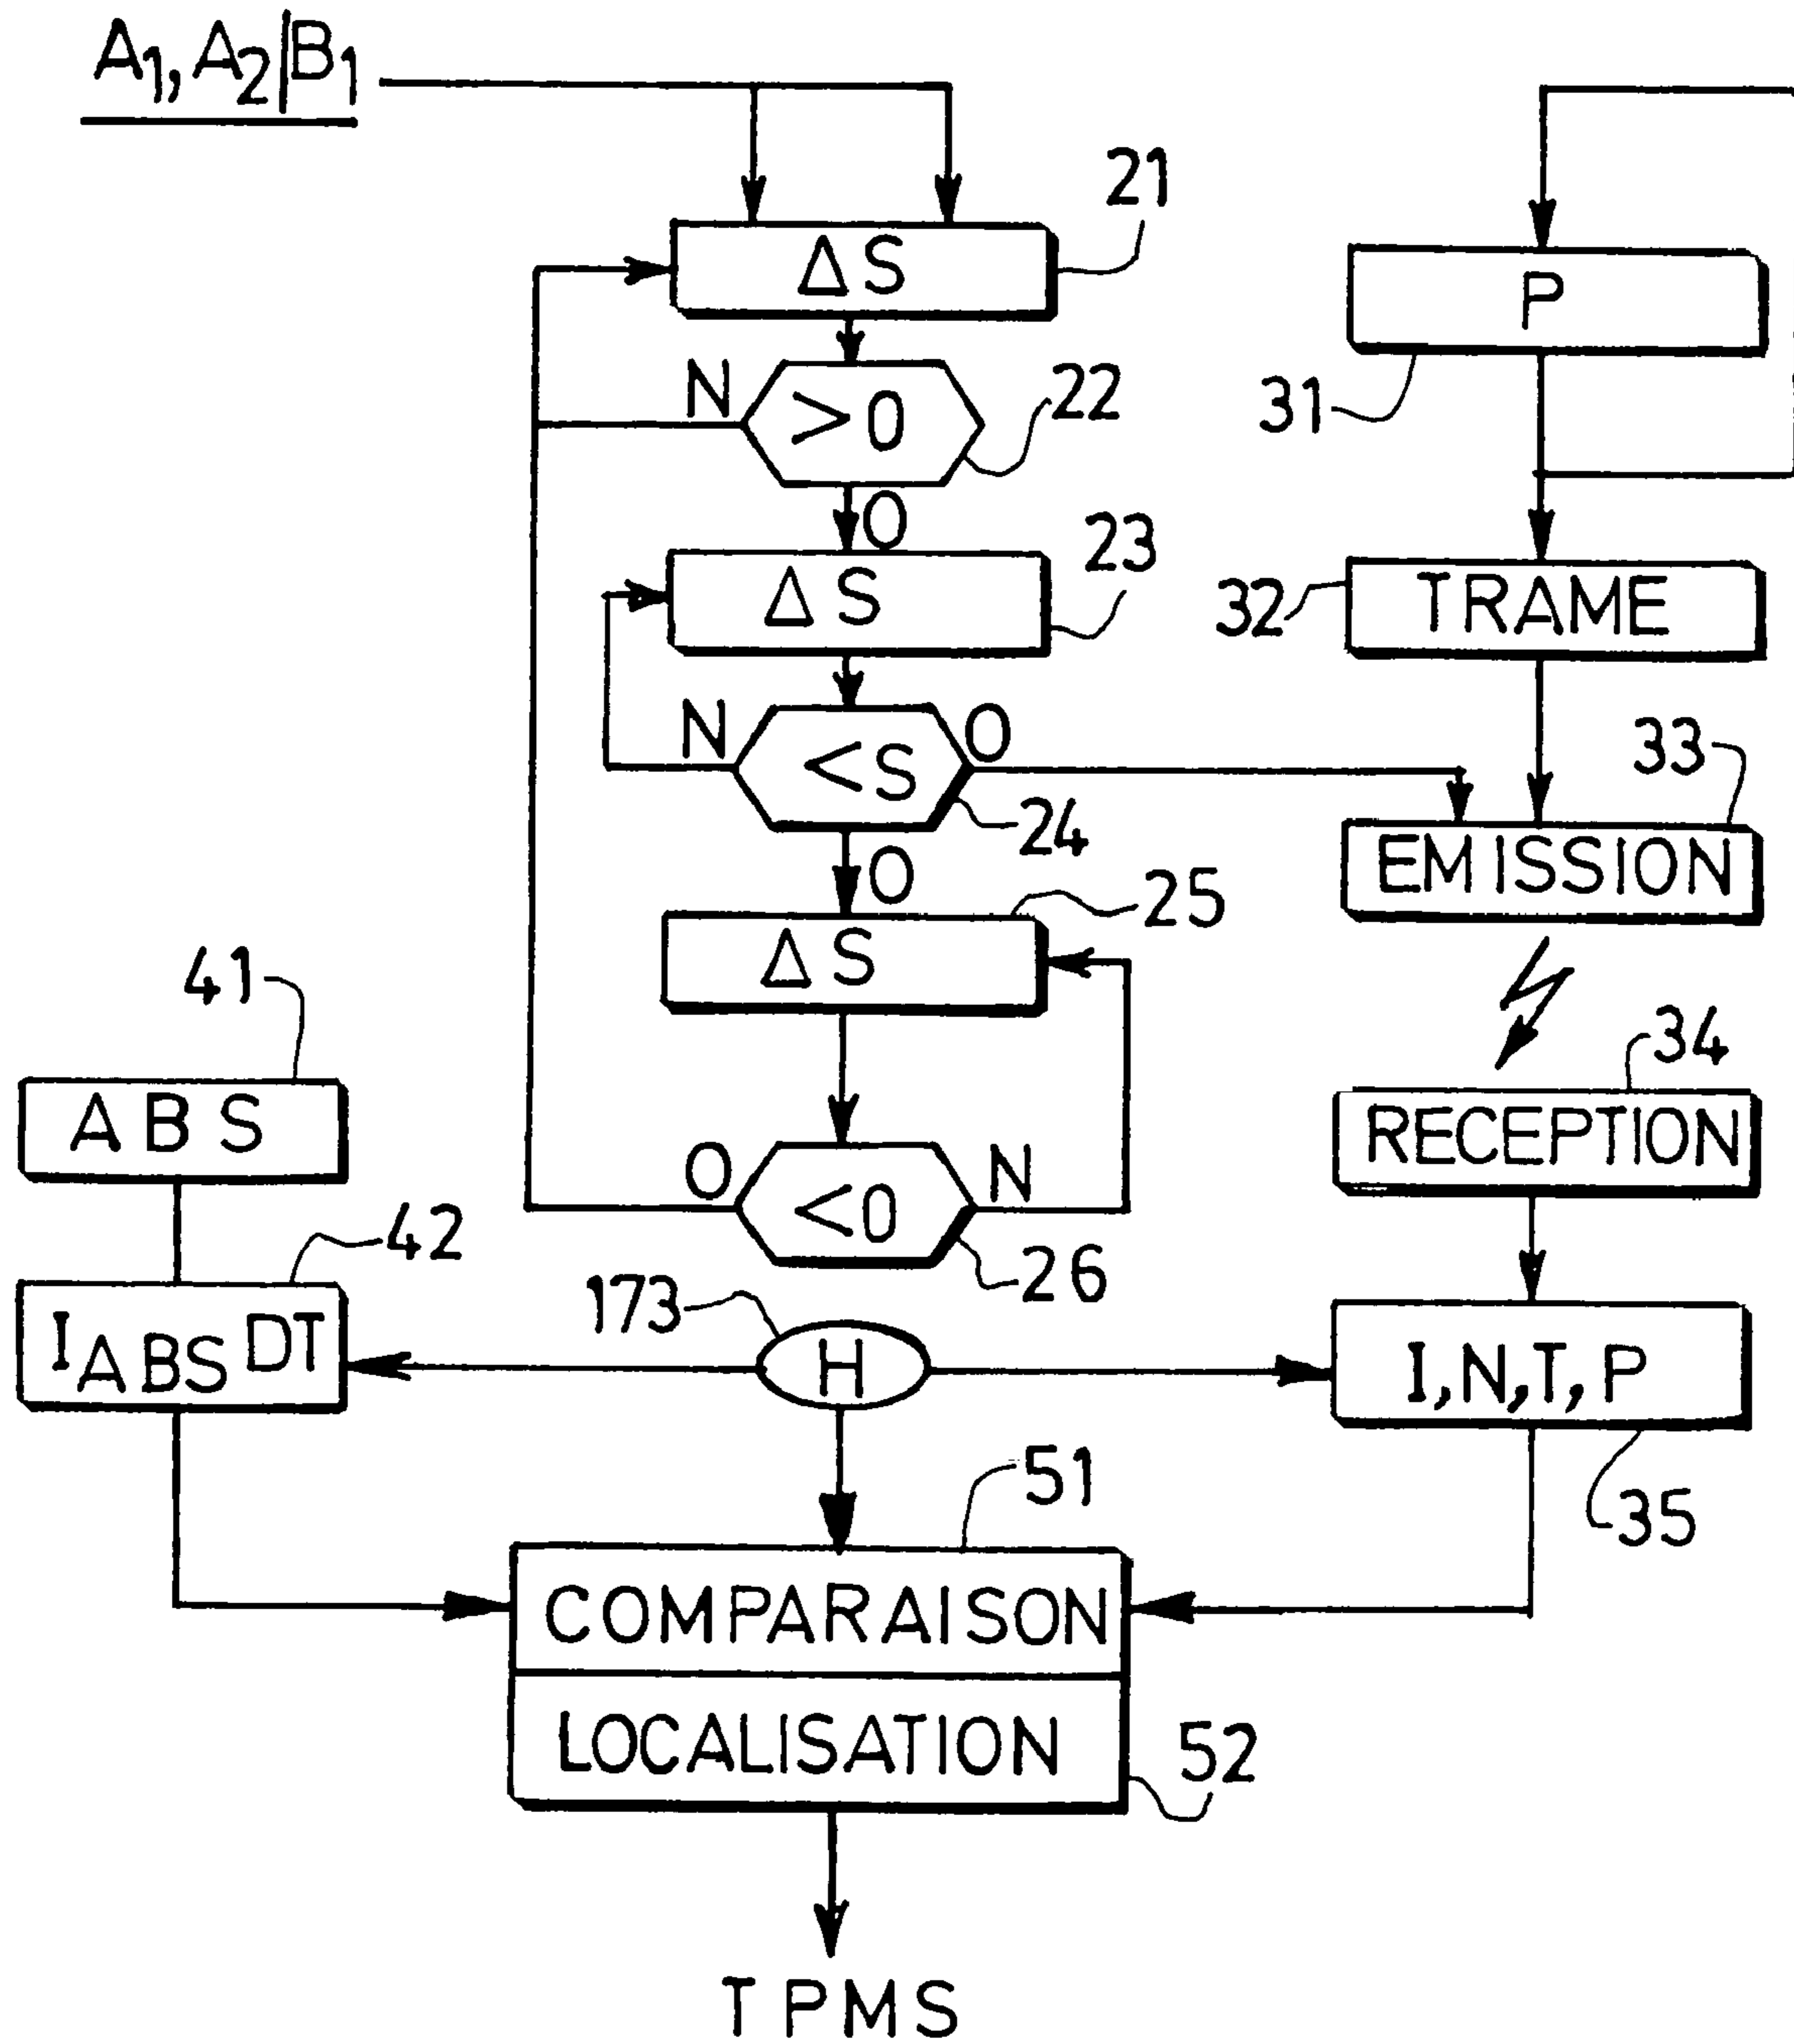 A1, A2|B1
21
ΔS
P
31
N
>0
22
O
23
ΔS
32
TRAME
N
<S
O
24
33
O
EMISSION
25
ΔS
41
34
ABS
RECEPTION
O
<0
N
42
26
173
IABS DT
H
I,N,T,P
51
35
COMPARAISON
LOCALISATION
52
TPMS